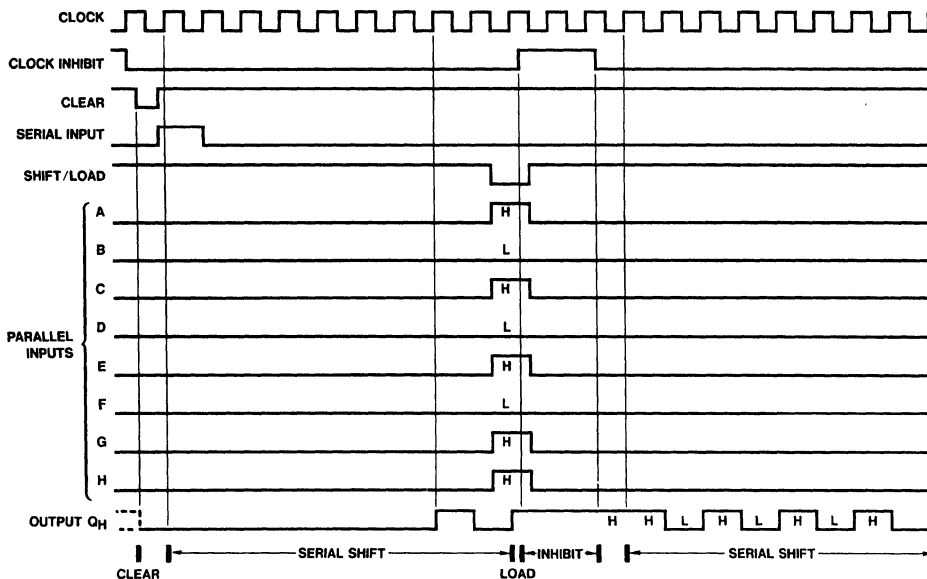 CLOCK
CLOCK INHIBIT
CLEAR
SERIAL INPUT
SHIFT/LOAD
PARALLEL
INPUTS
A
H
B
L
C
H
D
L
E
H
F
L
G
H
H
H
OUTPUT QH
H H L H L H L H
CLEAR
SERIAL SHIFT
LOAD
INHIBIT
SERIAL SHIFT